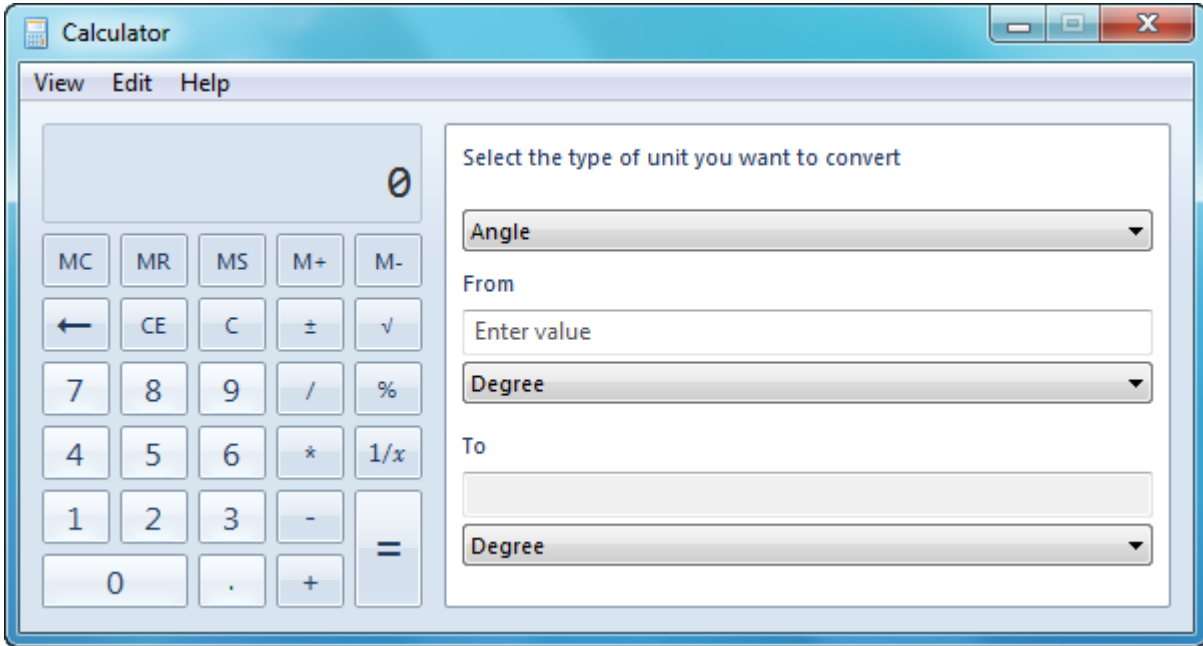 Calculator
View Edit Help
0
MC MR MS M+ M-
← CE C ± √
7 8 9 / %
4 5 6 * 1/x
1 2 3 - =
0 . +
Select the type of unit you want to convert
Angle
From
Enter value
Degree
To
Degree